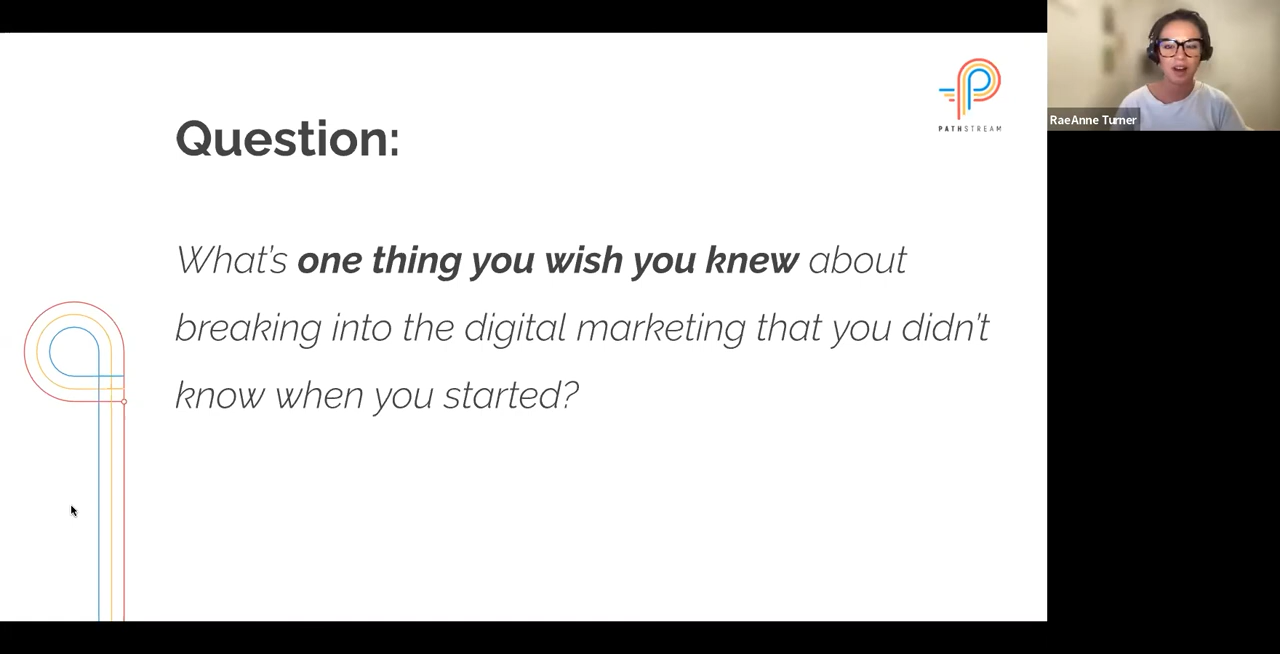 Question:
What's one thing you wish you knew about
breaking into the digital marketing that you didn't
know when you started?
PATHSTREAM
RaeAnne Turner